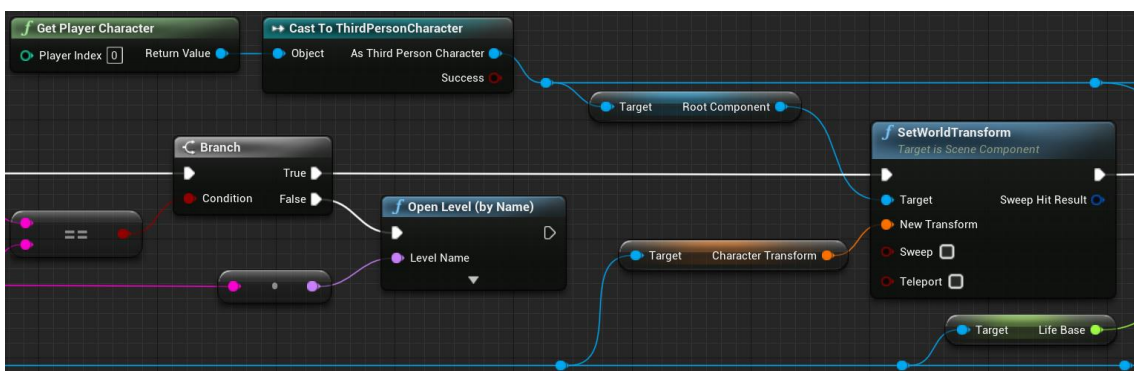 f Get Player Character
Player Index 0 Return Value
Cast To ThirdPersonCharacter
Object As Third Person Character
Success
Target Root Component
Branch
True
Condition False
==
f Open Level (by Name)
Level Name
f SetWorldTransform
Target is Scene Component
Target Sweep Hit Result
New Transform
Sweep
Teleport
Target Character Transform
Target Life Base